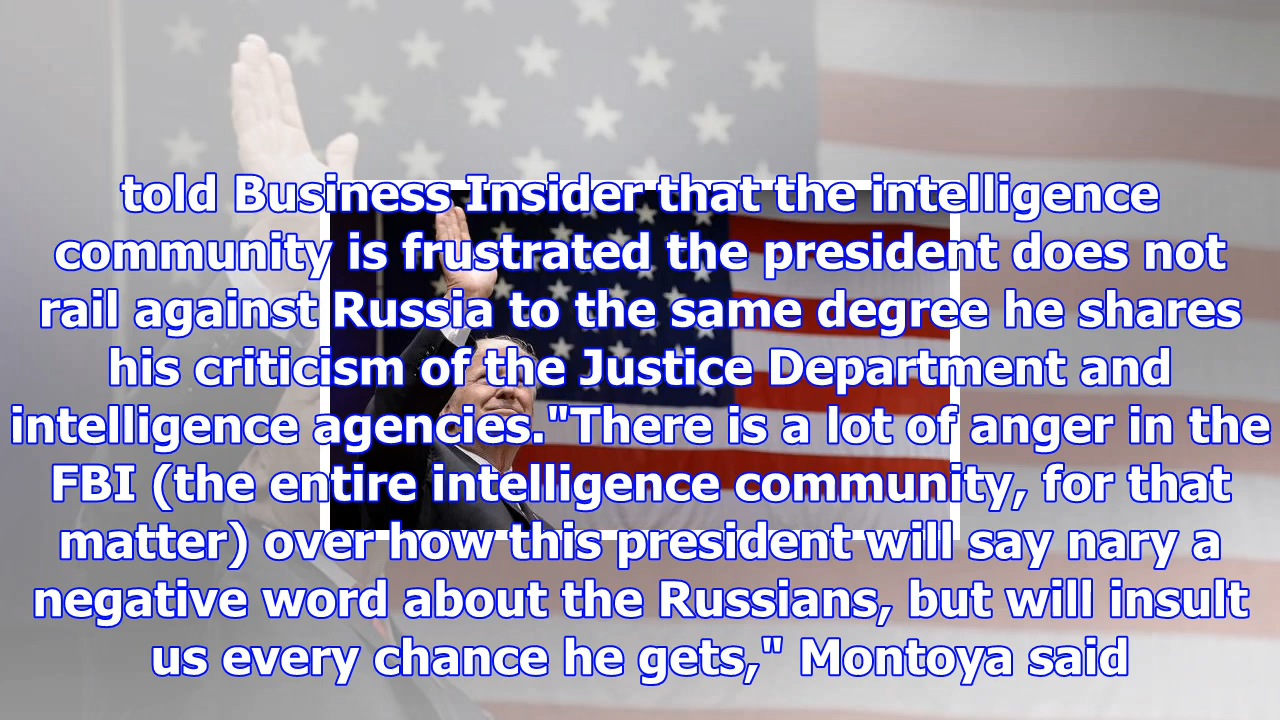 told Business Insider that the intelligence
community is frustrated the president does not
rail against Russia to the same degree he shares
his criticism of the Justice Department and
intelligence agencies."There is a lot of anger in the
FBI (the entire intelligence community, for that
matter) over how this president will say nary a
negative word about the Russians, but will insult
us every chance he gets," Montoya said